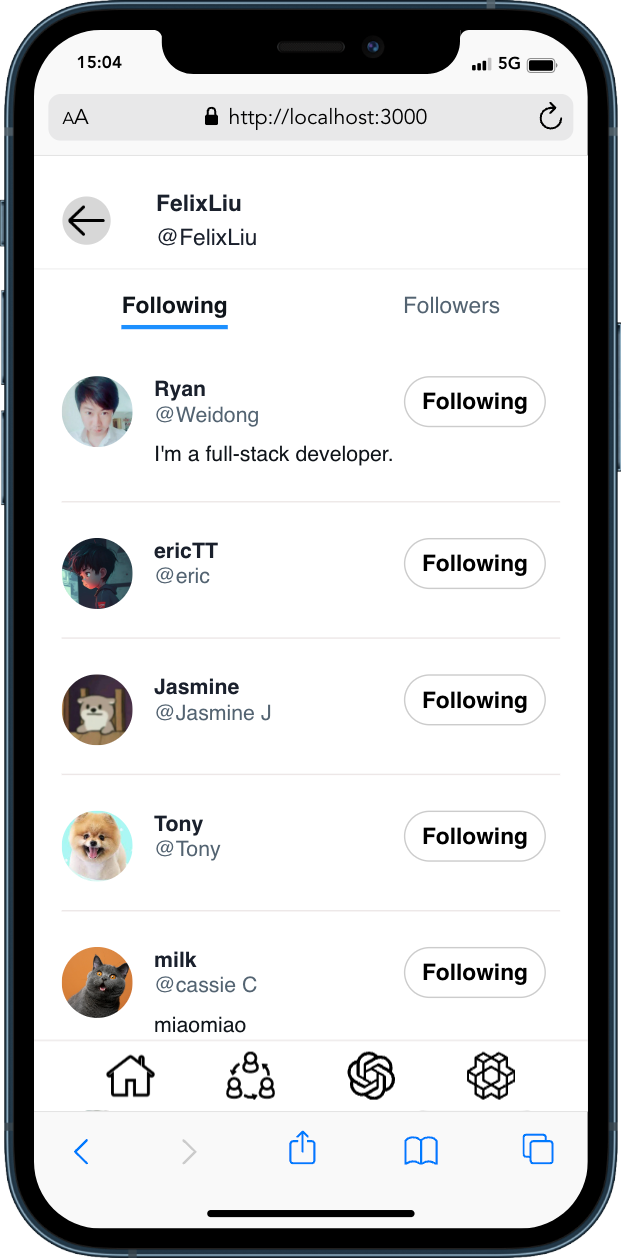 15:04
5G
AA
http://localhost:3000
FelixLiu
@FelixLiu
Following
Followers
Ryan
@Weidong
Following
I'm a full-stack developer.
ericTT
@eric
Following
Jasmine
@Jasmine J
Following
Tony
@Tony
Following
milk
@cassie C
Following
miaomiao